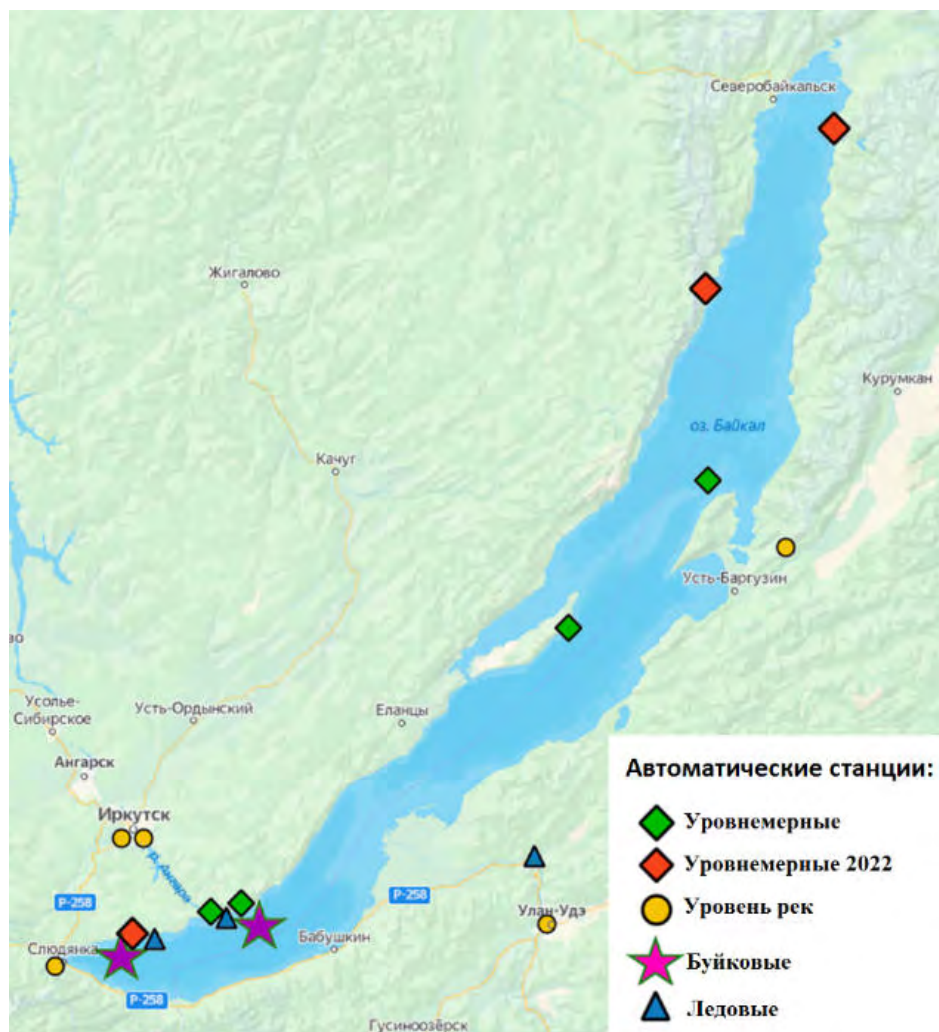 Северобайкальск
Жигалово
Курумкан
оз. Байкал
Качуг
Усть-Баргузин
во
Усолье-
Сибирское
Усть-Ордынский
Еланцы
Ангарск
Иркутск
р. Ангара
Р-258
Р-258
Улан-Удэ
Бабушкин
Слюдянка
Р-258
Гусиноозёрск
Автоматические станции:
Уровнемерные
Уровнемерные 2022
Уровень рек
Буйковые
Ледовые